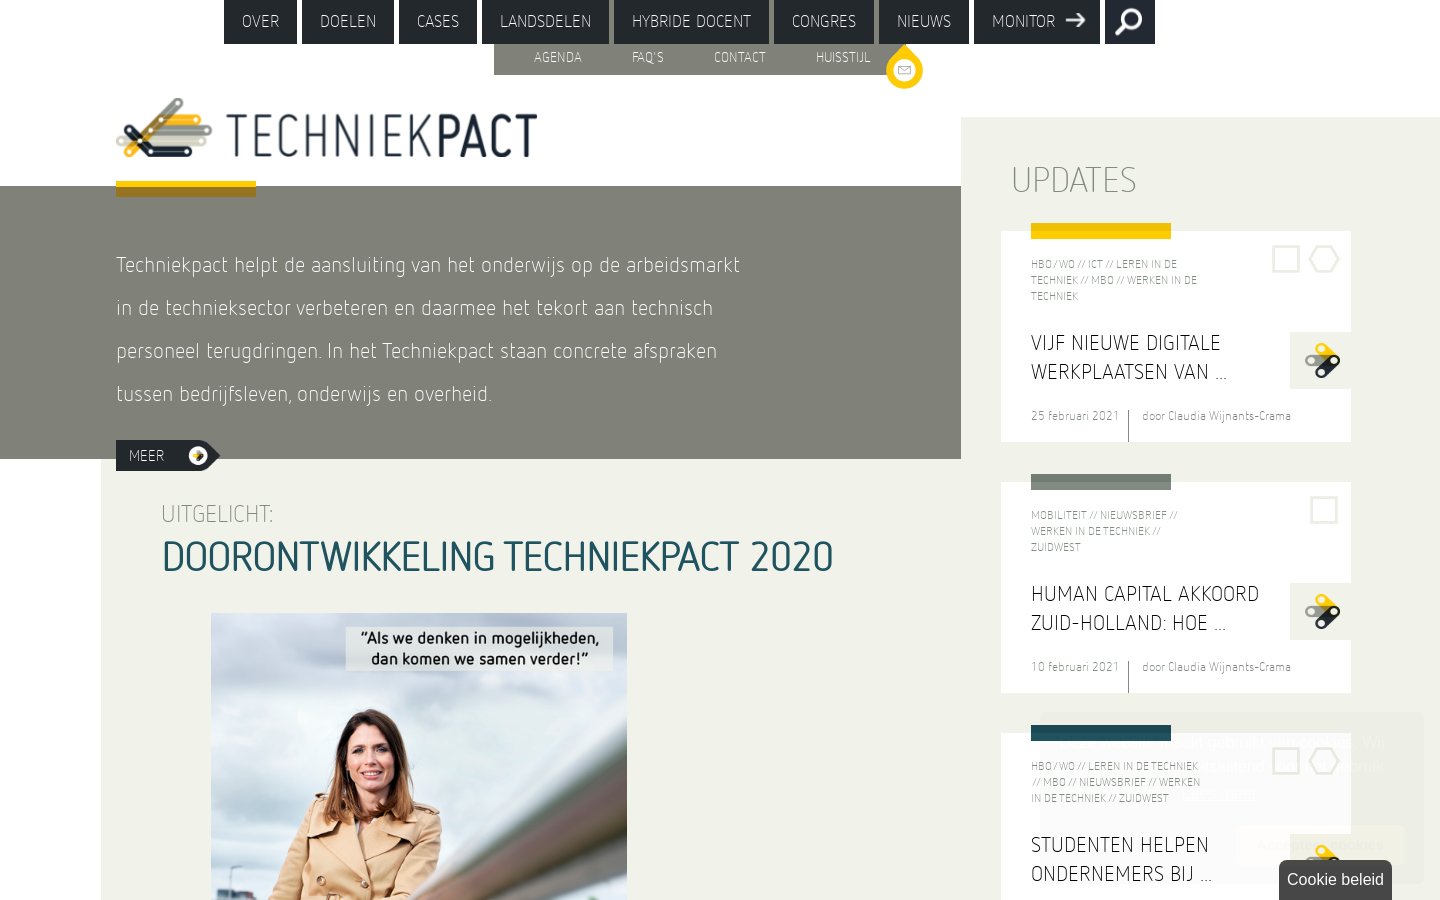 OVER DOELEN CASES LANDSDELEN HYBRIDE DOCENT CONGRES NIEUWS MONITOR
AGENDA FAQ'S CONTACT HUISSTIJL
TECHNIEKPACT
Techniekpact helpt de aansluiting van het onderwijs op de arbeidsmarkt
in de technieksector verbeteren en daarmee het tekort aan technisch
personeel terugdringen. In het Techniekpact staan concrete afspraken
tussen bedrijfsleven, onderwijs en overheid.
MEER
UITGELICHT:
DOORONTWIKKELING TECHNIEKPACT 2020
“Als we denken in mogelijkheden,
dan komen we samen verder!”
UPDATES
HBO/WO // ICT // LEREN IN DE
TECHNIEK // MBO // WERKEN IN DE
TECHNIEK
VIJF NIEUWE DIGITALE
WERKPLAATSEN VAN ...
25 februari 2021 door Claudia Wijnants-Crama
MOBILITEIT // NIEUWSBRIEF //
WERKEN IN DE TECHNIEK //
ZUIDWEST
HUMAN CAPITAL AKKOORD
ZUID-HOLLAND: HOE ...
10 februari 2021 door Claudia Wijnants-Crama
HBO/WO // LEREN IN DE TECHNIEK
// MBO // NIEUWSBRIEF // WERKEN
IN DE TECHNIEK // ZUIDWEST
STUDENTEN HELPEN
ONDERNEMERS BIJ ...
Cookie beleid